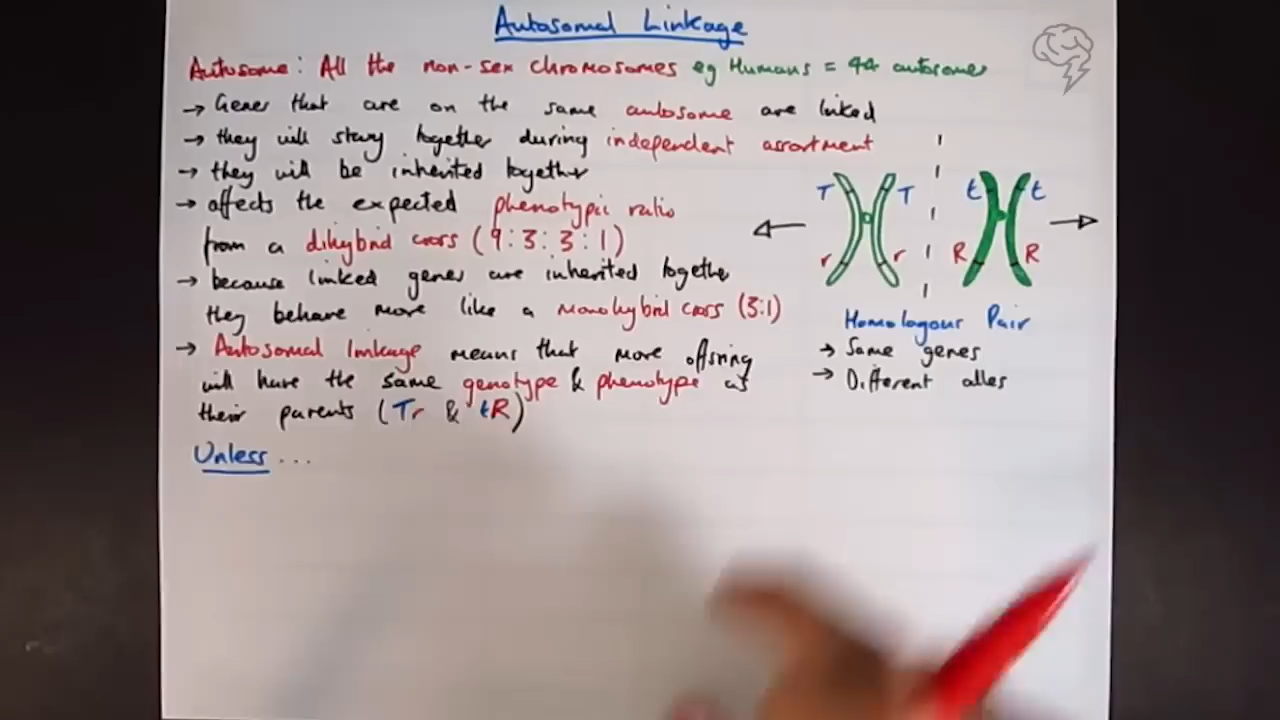 Autosomal Linkage
Autosome: All the non-sex chromosomes eg Humans = 44 autosomes
→ Genes that are on the same autosome are linked
→ they will stay together during independent assortment
→ they will be inherited together
→ affects the expected phenotypic ratio
from a dihybrid cross (9:3:3:1)
→ because linked genes are inherited together
they behave more like a monohybrid cross (3:1)
→ Autosomal linkage means that more offsring
will have the same genotype & phenotype as
their parents (Tr & tR)
Unless ...
T T t t
r r R R
Homologous Pair
→ Same genes
→ Different alles